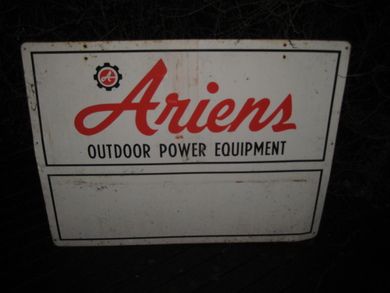 Ariens
OUTDOOR POWER EQUIPMENT